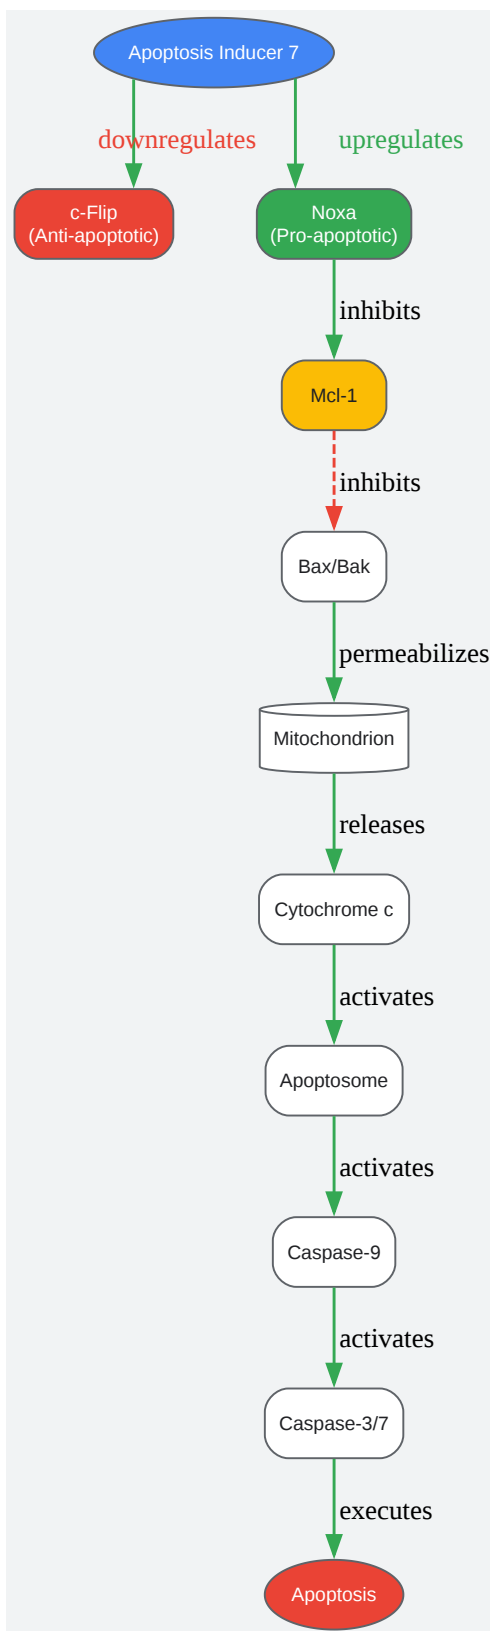 Apoptosis Inducer 7
downregulates
upregulates
c-Flip
(Anti-apoptotic)
Noxa
(Pro-apoptotic)
inhibits
Mcl-1
inhibits
Bax/Bak
permeabilizes
Mitochondrion
releases
Cytochrome c
activates
Apoptosome
activates
Caspase-9
activates
Caspase-3/7
executes
Apoptosis